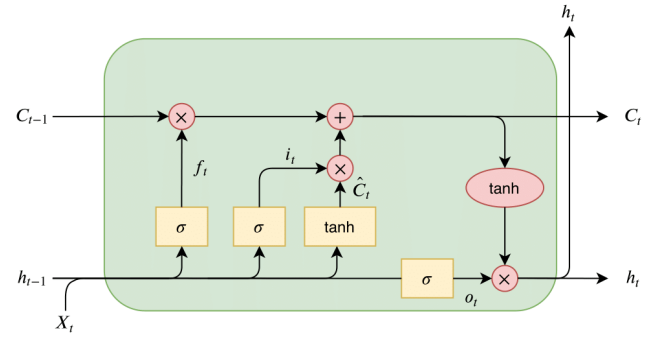 h_t
C_{t-1}
×
+
C_t
f_t
i_t
×
Ĉ_t
tanh
σ
σ
tanh
h_{t-1}
σ
×
h_t
o_t
X_t